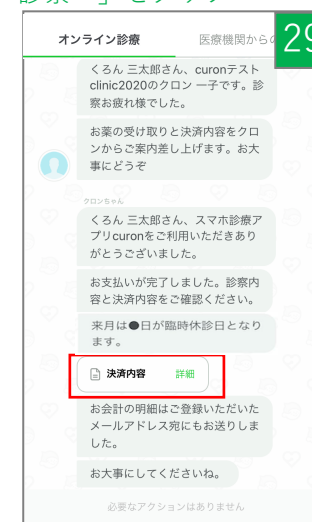 オンライン診療
医療機関から
29
くろん 三太郎さん、curonテスト
clinic2020のクロン 一子です。診
察お疲れ様でした。
お薬の受け取りと決済内容をクロ
ンからご案内差し上げます。お大
事にどうぞ
クロンちゃん
くろん 三太郎さん、スマホ診療ア
プリcuronをご利用いただきあり
がとうございました。
お支払いが完了しました。診察内
容と決済内容をご確認ください。
来月は●日が臨時休診日となり
ます。
決済内容 詳細
お会計の明細はご登録いただいた
メールアドレス宛にもお送りしま
した。
お大事にしてくださいね。
必要なアクションはありません